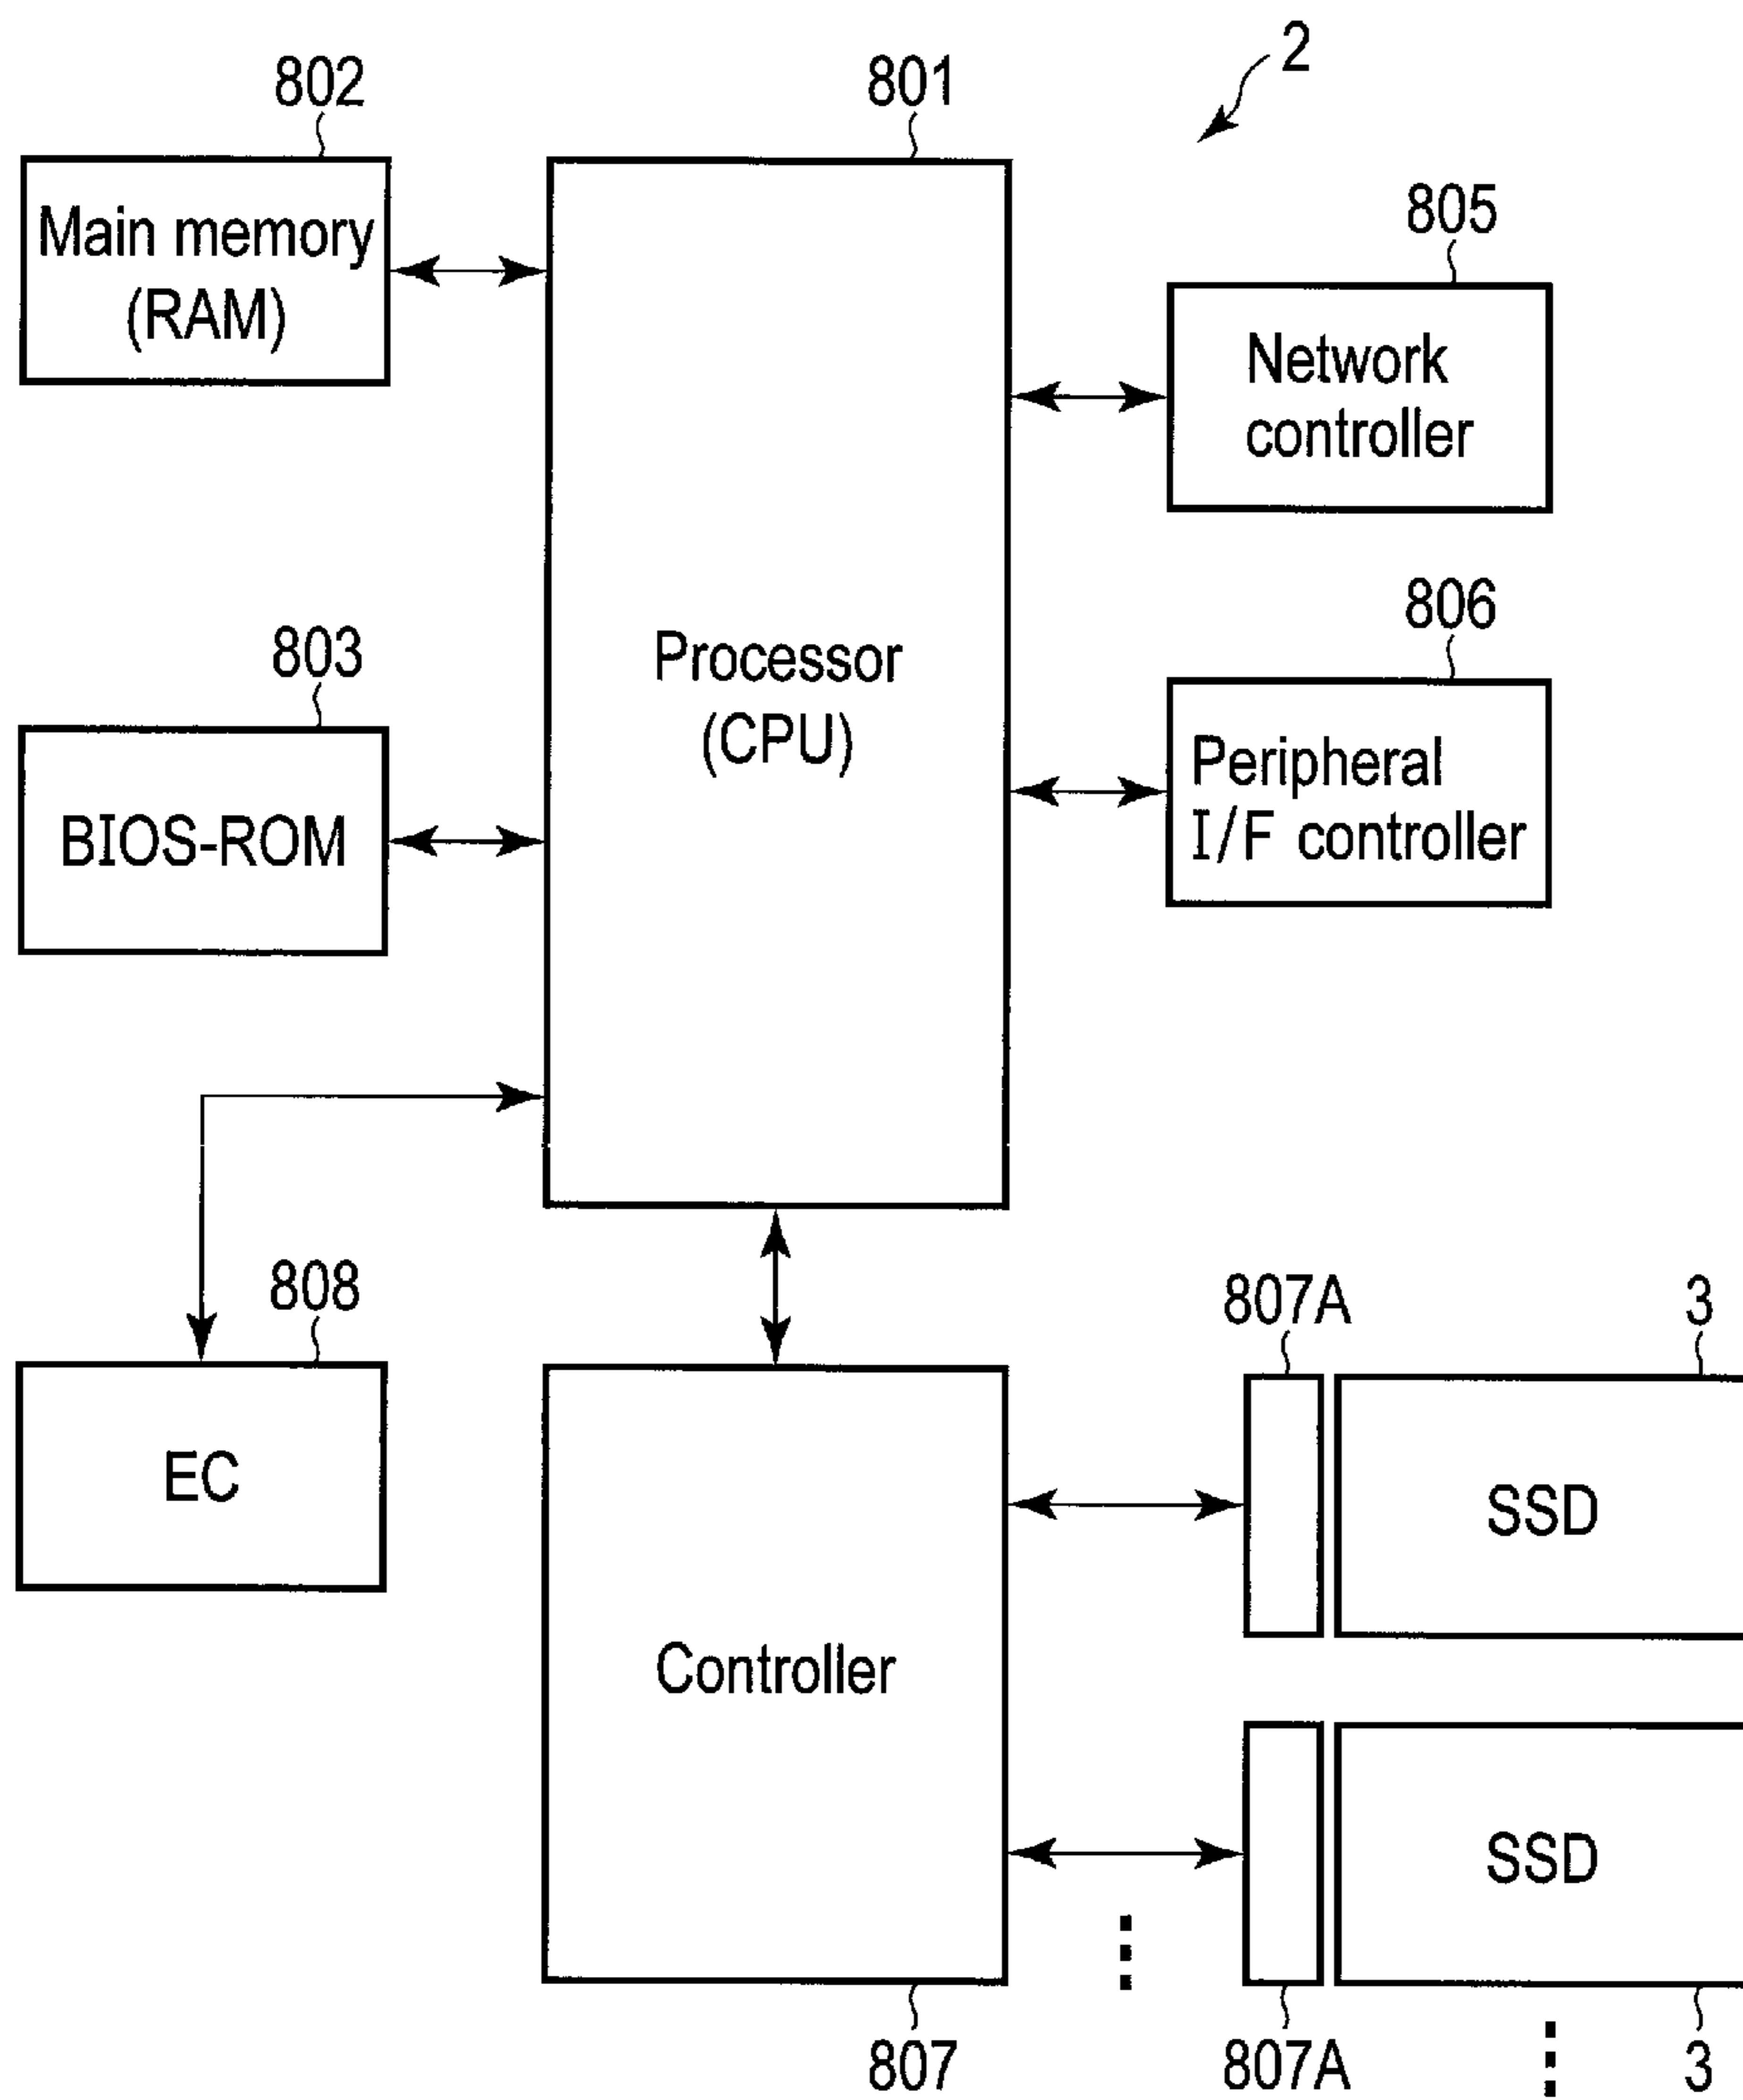 2
802
801
Main memory
(RAM)
805
Network
controller
803
806
Processor
(CPU)
Peripheral
I/F controller
BIOS-ROM
808
807A
3
EC
SSD
Controller
SSD
807
807A
3